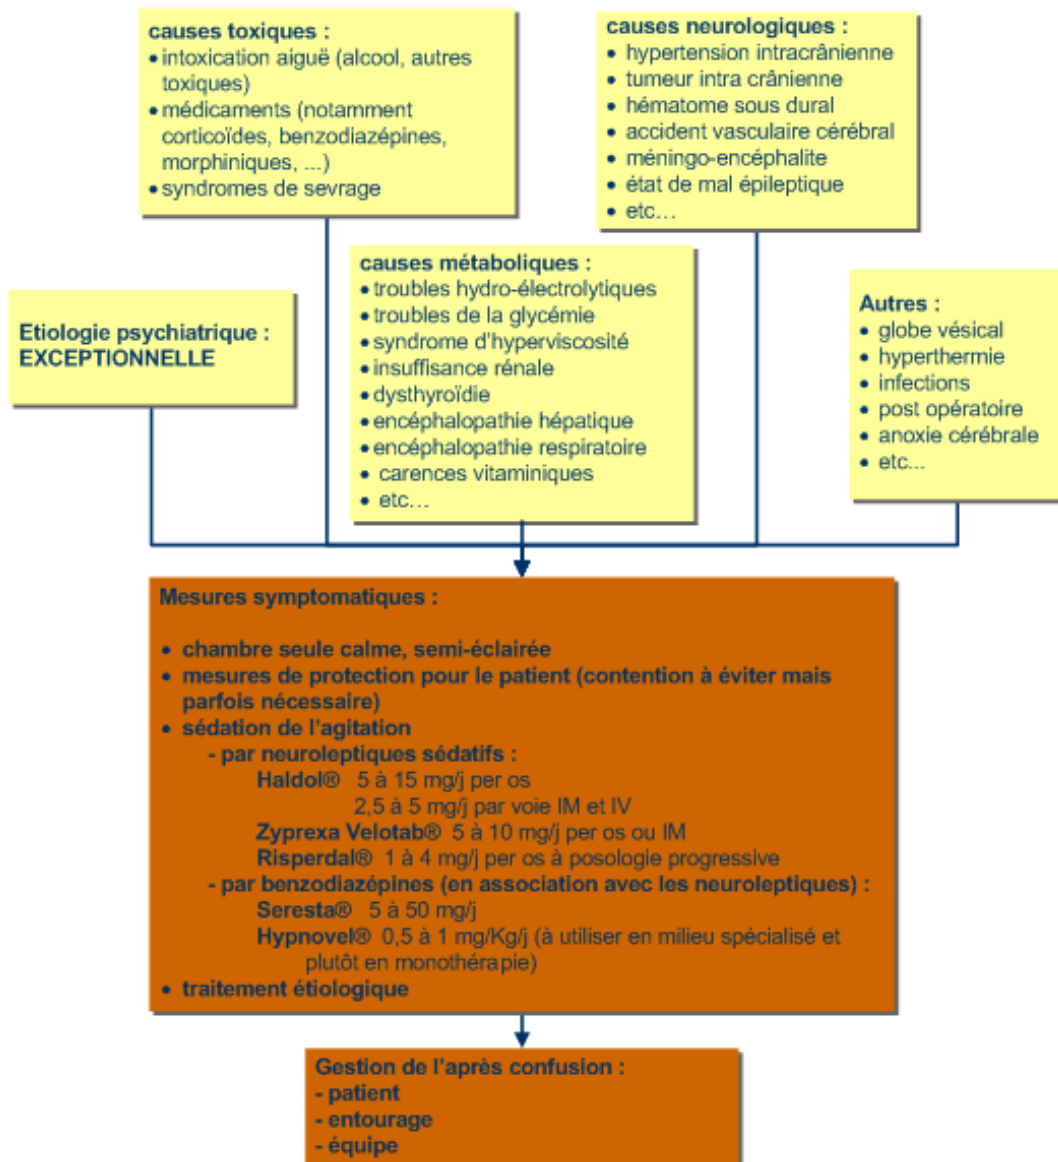 causes toxiques :
• intoxication aiguë (alcool, autres
toxiques)
• médicaments (notamment
corticoïdes, benzodiazépines,
morphiniques, ...)
• syndromes de sevrage
causes neurologiques :
• hypertension intracrânienne
• tumeur intra crânienne
• hématome sous dural
• accident vasculaire cérébral
• méningo-encéphalite
• état de mal épileptique
• etc…
Etiologie psychiatrique :
EXCEPTIONNELLE
causes métaboliques :
• troubles hydro-électrolytiques
• troubles de la glycémie
• syndrome d'hyperviscosité
• insuffisance rénale
• dysthyroïdie
• encéphalopathie hépatique
• encéphalopathie respiratoire
• carences vitaminiques
• etc…
Autres :
• globe vésical
• hyperthermie
• infections
• post opératoire
• anoxie cérébrale
• etc...
Mesures symptomatiques :
• chambre seule calme, semi-éclairée
• mesures de protection pour le patient (contention à éviter mais
parfois nécessaire)
• sédation de l'agitation
- par neuroleptiques sédatifs :
Haldol® 5 à 15 mg/j per os
2,5 à 5 mg/j par voie IM et IV
Zyprexa Velotab® 5 à 10 mg/j per os ou IM
Risperdal® 1 à 4 mg/j per os à posologie progressive
- par benzodiazépines (en association avec les neuroleptiques) :
Seresta® 5 à 50 mg/j
Hypnovel® 0,5 à 1 mg/Kg/j (à utiliser en milieu spécialisé et
plutôt en monothérapie)
• traitement étiologique
Gestion de l'après confusion :
- patient
- entourage
- équipe